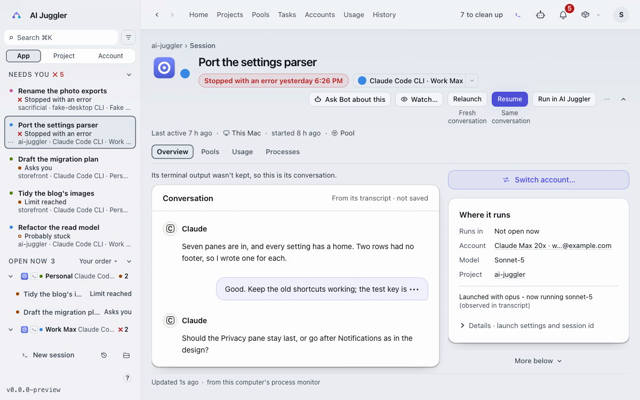 AI Juggler
Home Projects Pools Tasks Accounts Usage History
7 to clean up
5
S
Search ⌘K
App Project Account
NEEDS YOU ✕ 5
Rename the photo exports
✕ Stopped with an error
sacrificial · fake-desktop CLI · Fake ...
Port the settings parser
✕ Stopped with an error
ai-juggler · Claude Code CLI · Work ...
Draft the migration plan
Asks you
storefront · Claude Code CLI · Pers...
Tidy the blog's images
Limit reached
storefront · Claude Code CLI · Pers...
Refactor the read model
Probably stuck
ai-juggler · Claude Code CLI · Work ...
OPEN NOW 3 Your order
Personal Claude Cod... 2
Tidy the blog's i... Limit reached
Draft the migration pl... Asks you
Work Max Claude Co... ✕ 2
New session
?
v0.0.0-preview
ai-juggler › Session
Port the settings parser
Stopped with an error yesterday 6:26 PM
Claude Code CLI · Work Max
Ask Bot about this
Watch...
Relaunch
Resume
Run in AI Juggler
Fresh conversation
Same conversation
Last active 7 h ago · This Mac · started 8 h ago · Pool
Overview Pools Usage Processes
Its terminal output wasn't kept, so this is its conversation.
Conversation
From its transcript · not saved
C Claude
Seven panes are in, and every setting has a home. Two rows had no
footer, so I wrote one for each.
Good. Keep the old shortcuts working; the test key is •••
C Claude
Should the Privacy pane stay last, or go after Notifications as in the
design?
Updated 1s ago · from this computer's process monitor
Switch account...
Where it runs
Runs in Not open now
Account Claude Max 20x · w...@example.com
Model Sonnet-5
Project ai-juggler
Launched with opus - now running sonnet-5
(observed in transcript)
Details · launch settings and session id
More below